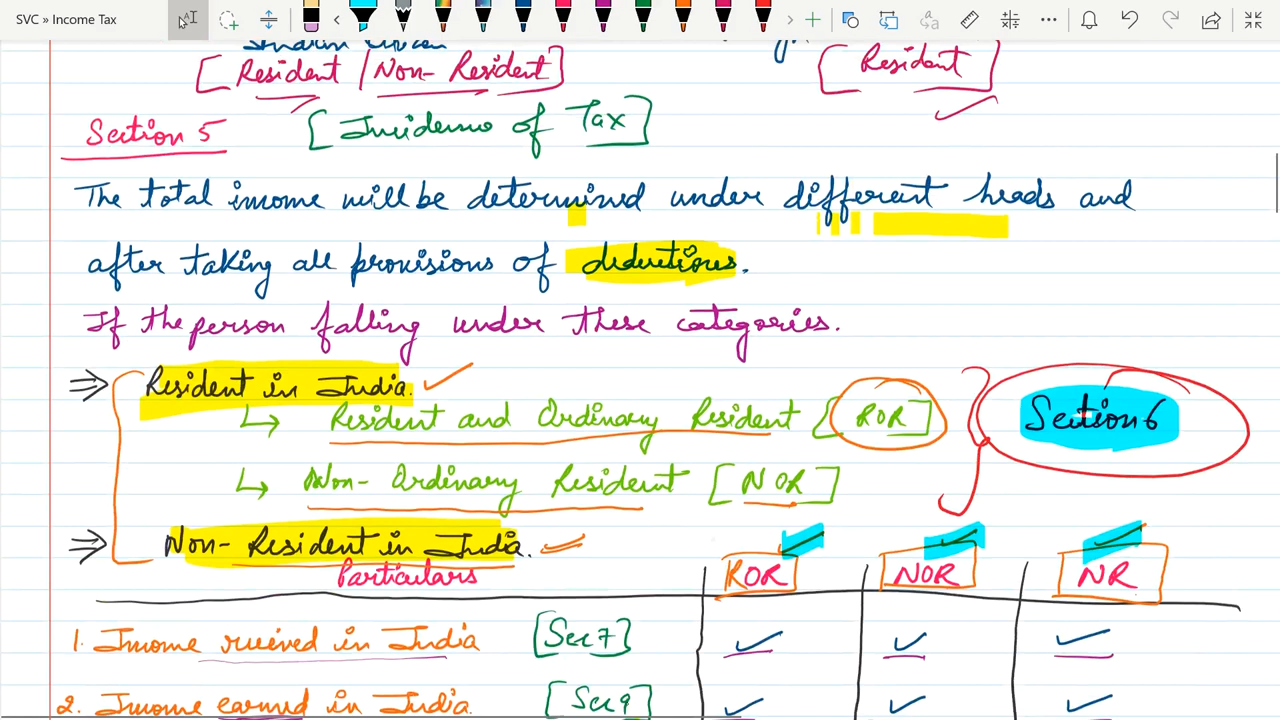 SVC » Income Tax
Indian Citizen
[Resident / Non-Resident]
[Resident]
Section 5 [Incidence of Tax]
The total income will be determined under different heads and
after taking all provisions of deductions.
If the person falling under these categories.
⇒ Resident in India.
↳ Resident and Ordinary Resident [ROR]
Section 6
↳ Non-Ordinary Resident [NOR]
⇒ Non-Resident in India.
Particulars ROR NOR NR
1. Income received in India [Sec 7] ✓ ✓ ✓
2. Income earned in India. [Sec 9] ✓ ✓ ✓